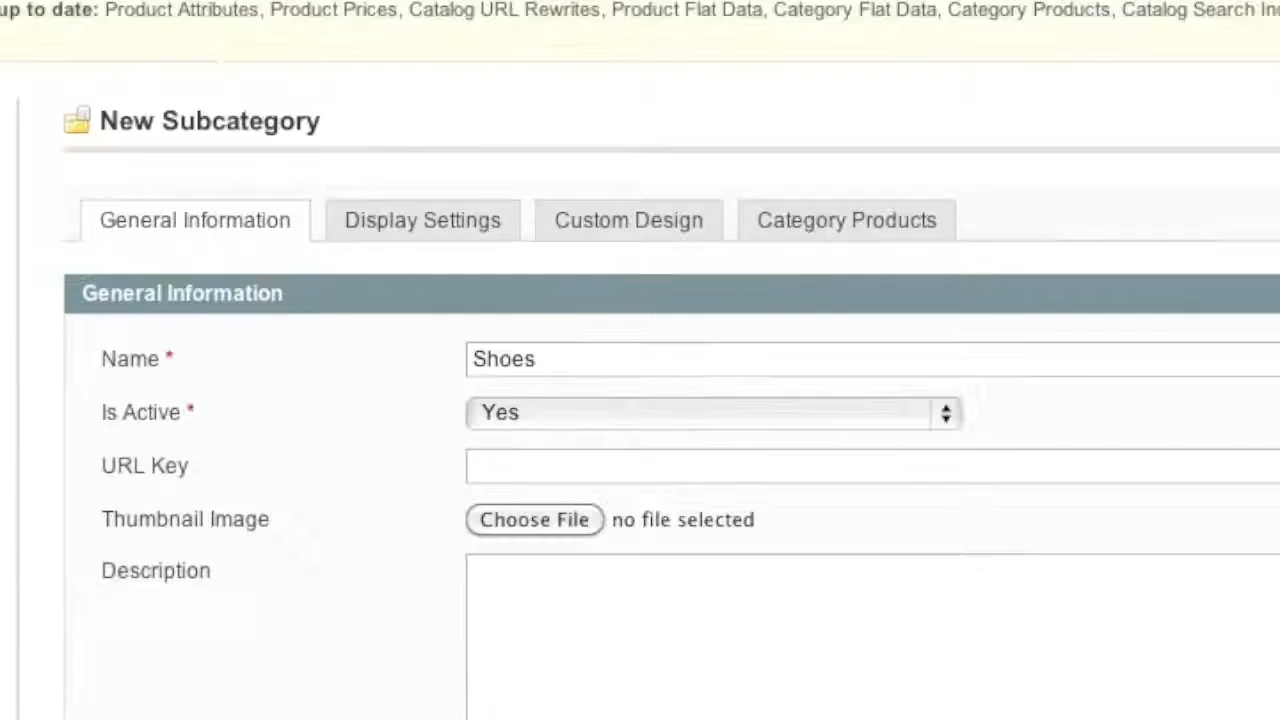 up to date: Product Attributes, Product Prices, Catalog URL Rewrites, Product Flat Data, Category Flat Data, Category Products, Catalog Search
New Subcategory
General Information Display Settings Custom Design Category Products
General Information
Name * Shoes
Is Active * Yes
URL Key
Thumbnail Image Choose File no file selected
Description